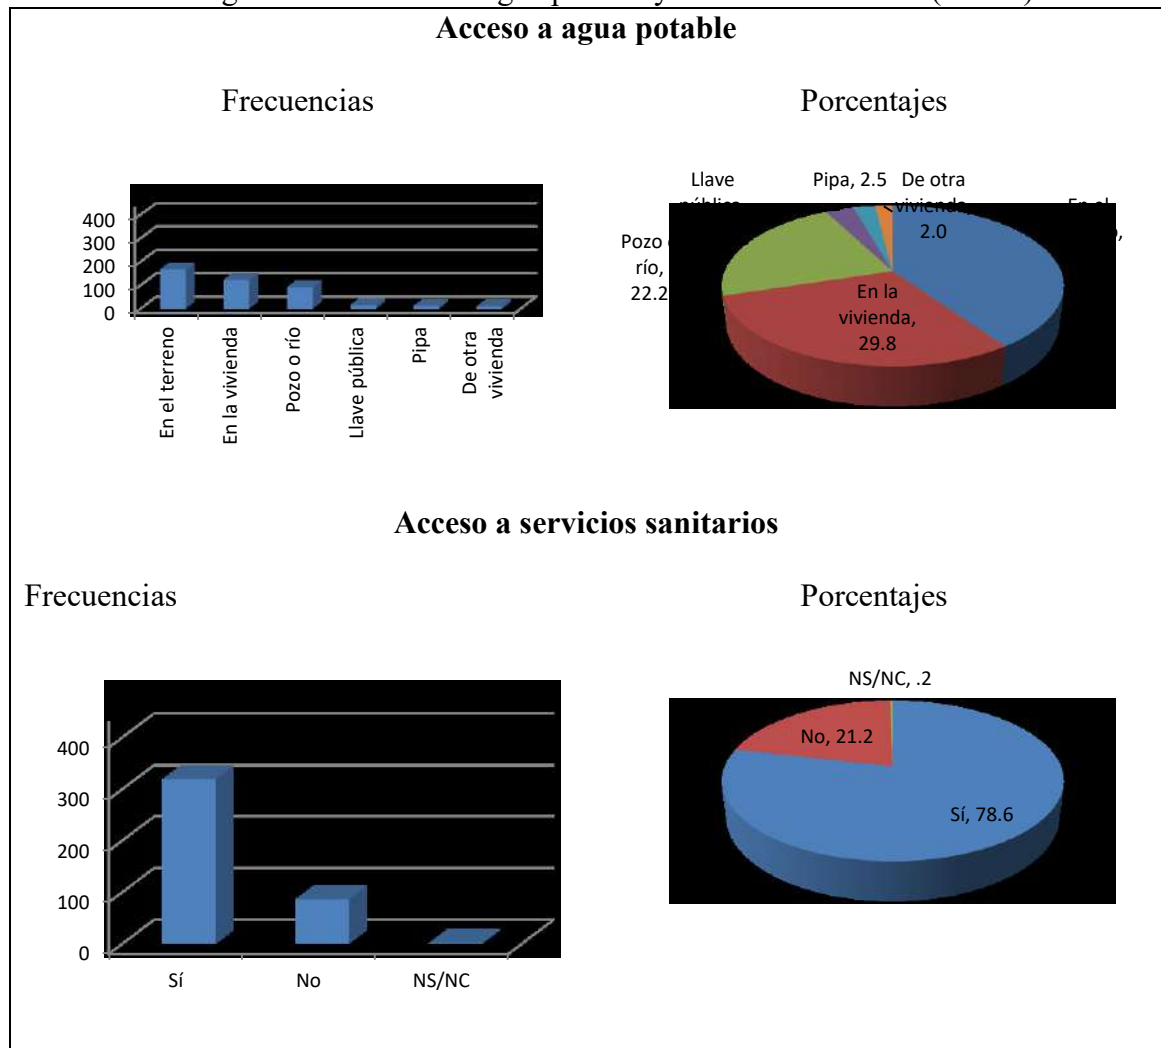 Acceso a agua potable
Frecuencias
Porcentajes
400
300
200
100
0
En el terreno
En la vivienda
Pozo o río
Llave pública
Pipa
De otra
vivienda
Llave
Pipa, 2.5
De otra
vivienda
2.0
Pozo
río,
22.2
En la
vivienda,
29.8
Acceso a servicios sanitarios
Frecuencias
Porcentajes
400
300
200
100
0
Sí
No
NS/NC
NS/NC, .2
No, 21.2
Sí, 78.6